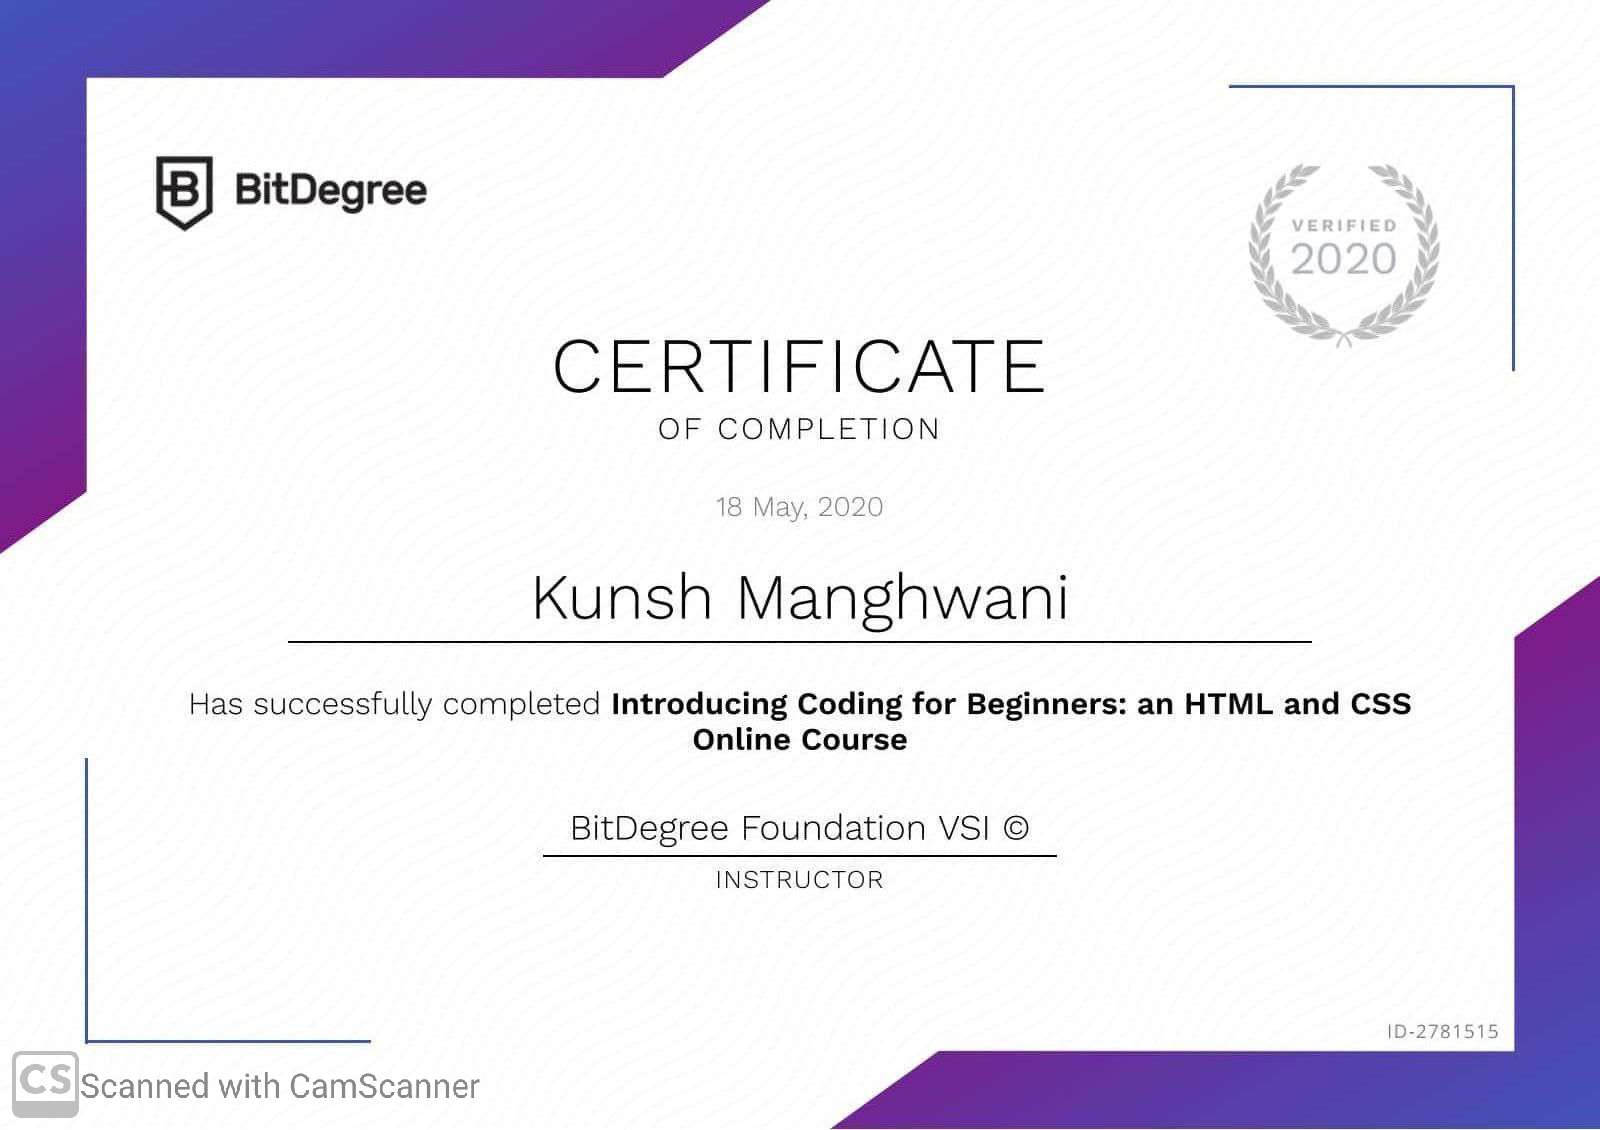 BitDegree
VERIFIED
2020
CERTIFICATE
OF COMPLETION
18 May, 2020
Kunsh Manghwani
Has successfully completed Introducing Coding for Beginners: an HTML and CSS
Online Course
BitDegree Foundation VSI ©
INSTRUCTOR
ID-2781515
CS Scanned with CamScanner